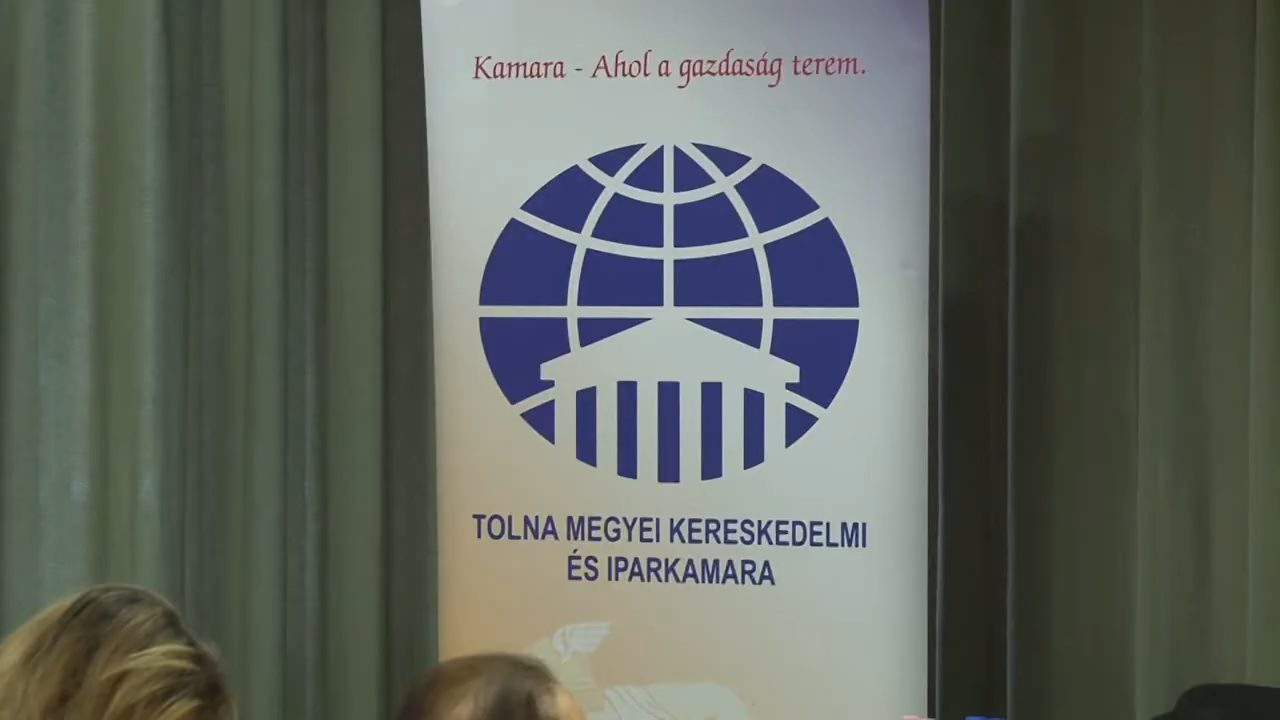 Kamara - Ahol a gazdaság terem.
TOLNA MEGYEI KERESKEDELMI
ÉS IPARKAMARA